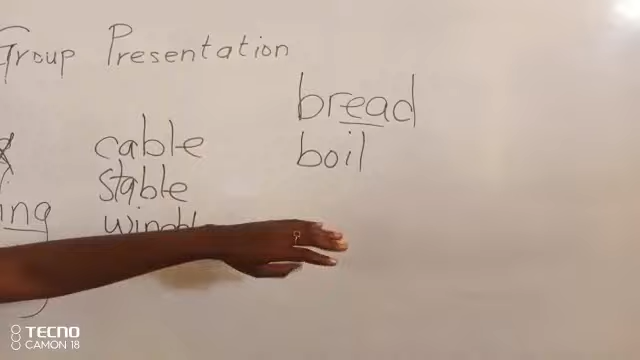 Group Presentation
bread
cable
boil
stable
ing
TECNO
CAMON 18